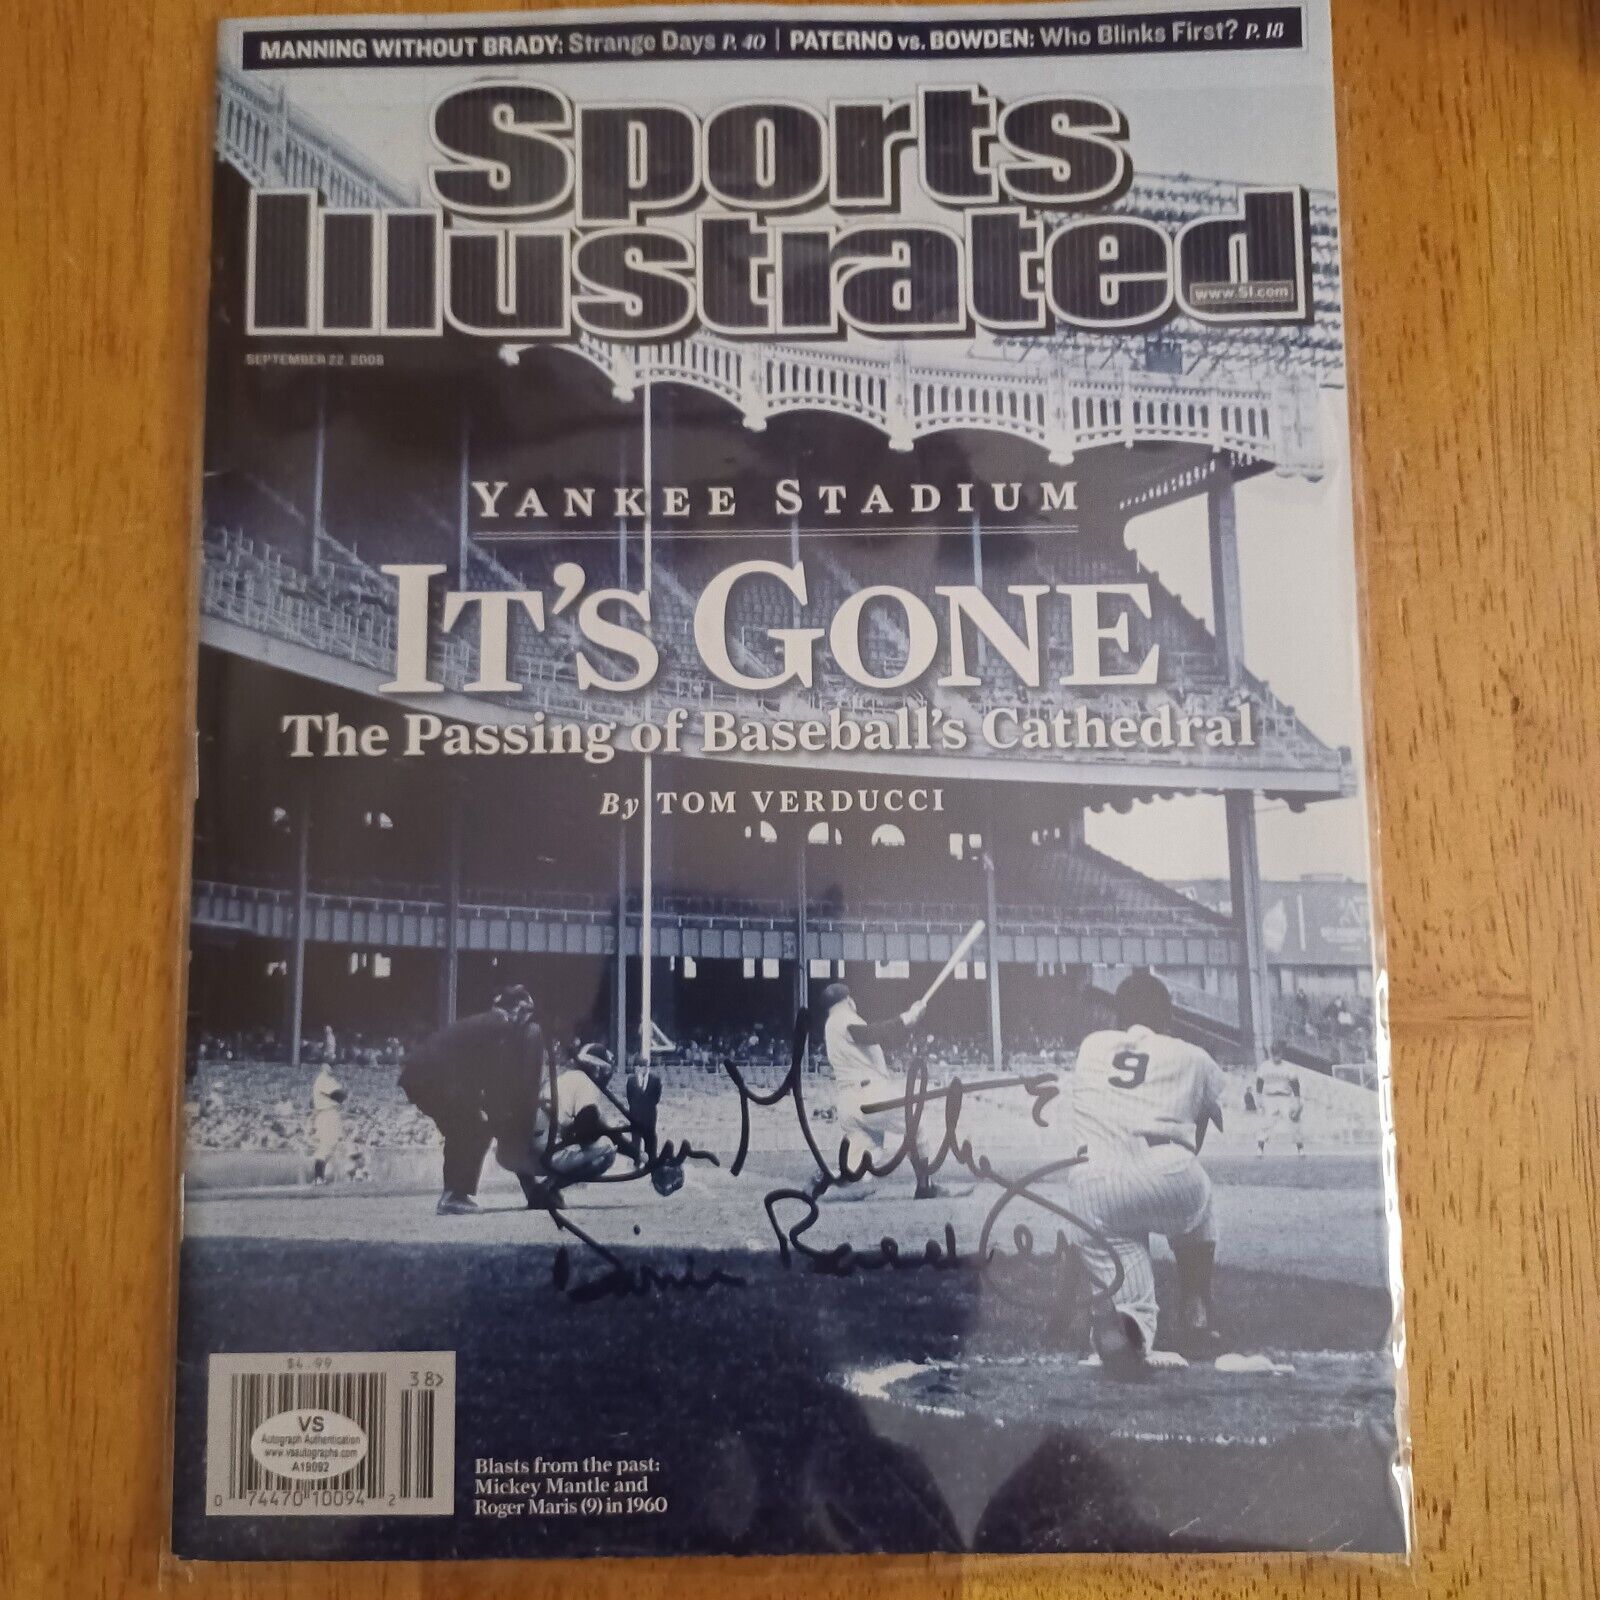 MANNING WITHOUT BRADY: Strange Days P. 40 | PATERNO vs. BOWDEN: Who Blinks First? P. 18
Sports
Illustrated
www.SI.com
SEPTEMBER 22, 2008
YANKEE STADIUM
IT'S GONE
The Passing of Baseball's Cathedral
By TOM VERDUCCI
9
Don Mattingly
$4.99
38>
VS
Autograph Authentication
www.vsautographs.com
A19092
0 74470 10094 2
Blasts from the past:
Mickey Mantle and
Roger Maris (9) in 1960